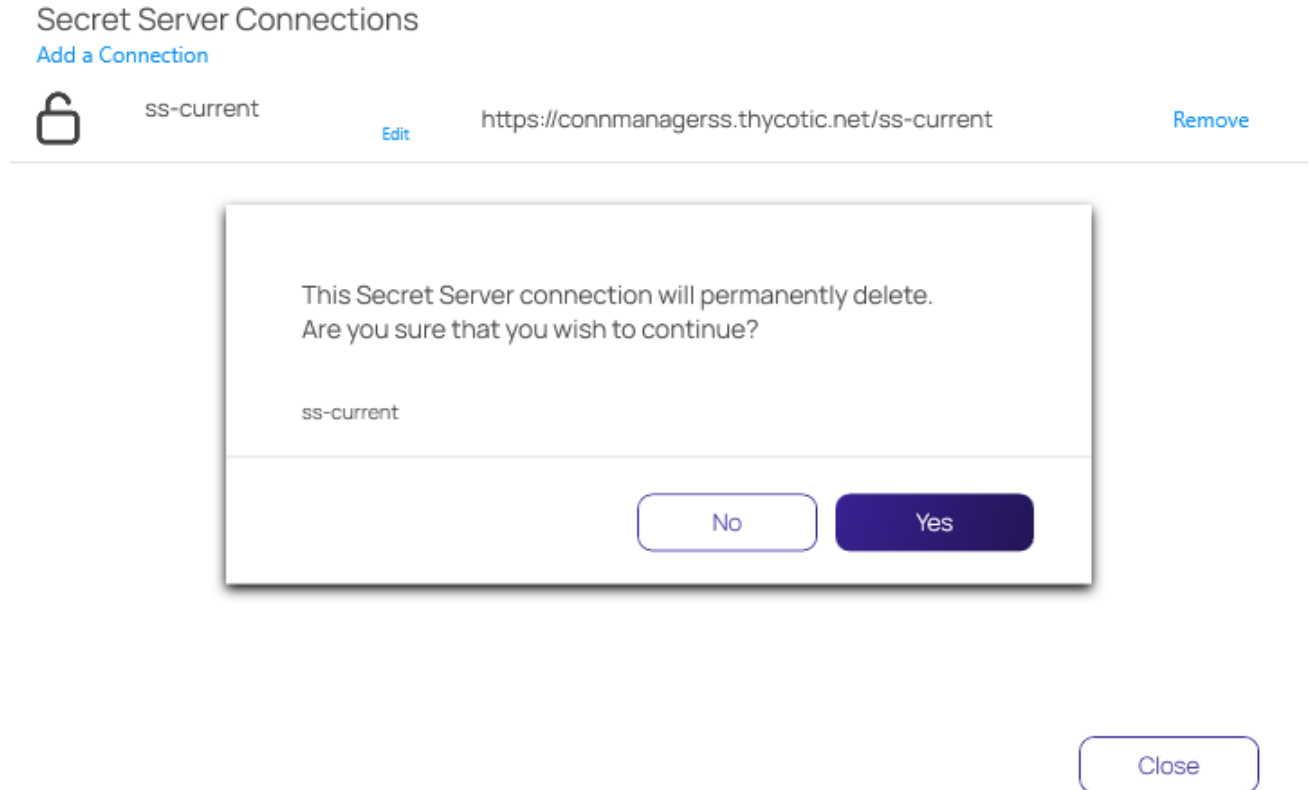 Secret Server Connections
Add a Connection
ss-current
Edit
https://connmanagerss.thycotic.net/ss-current
Remove
This Secret Server connection will permanently delete.
Are you sure that you wish to continue?
ss-current
No
Yes
Close